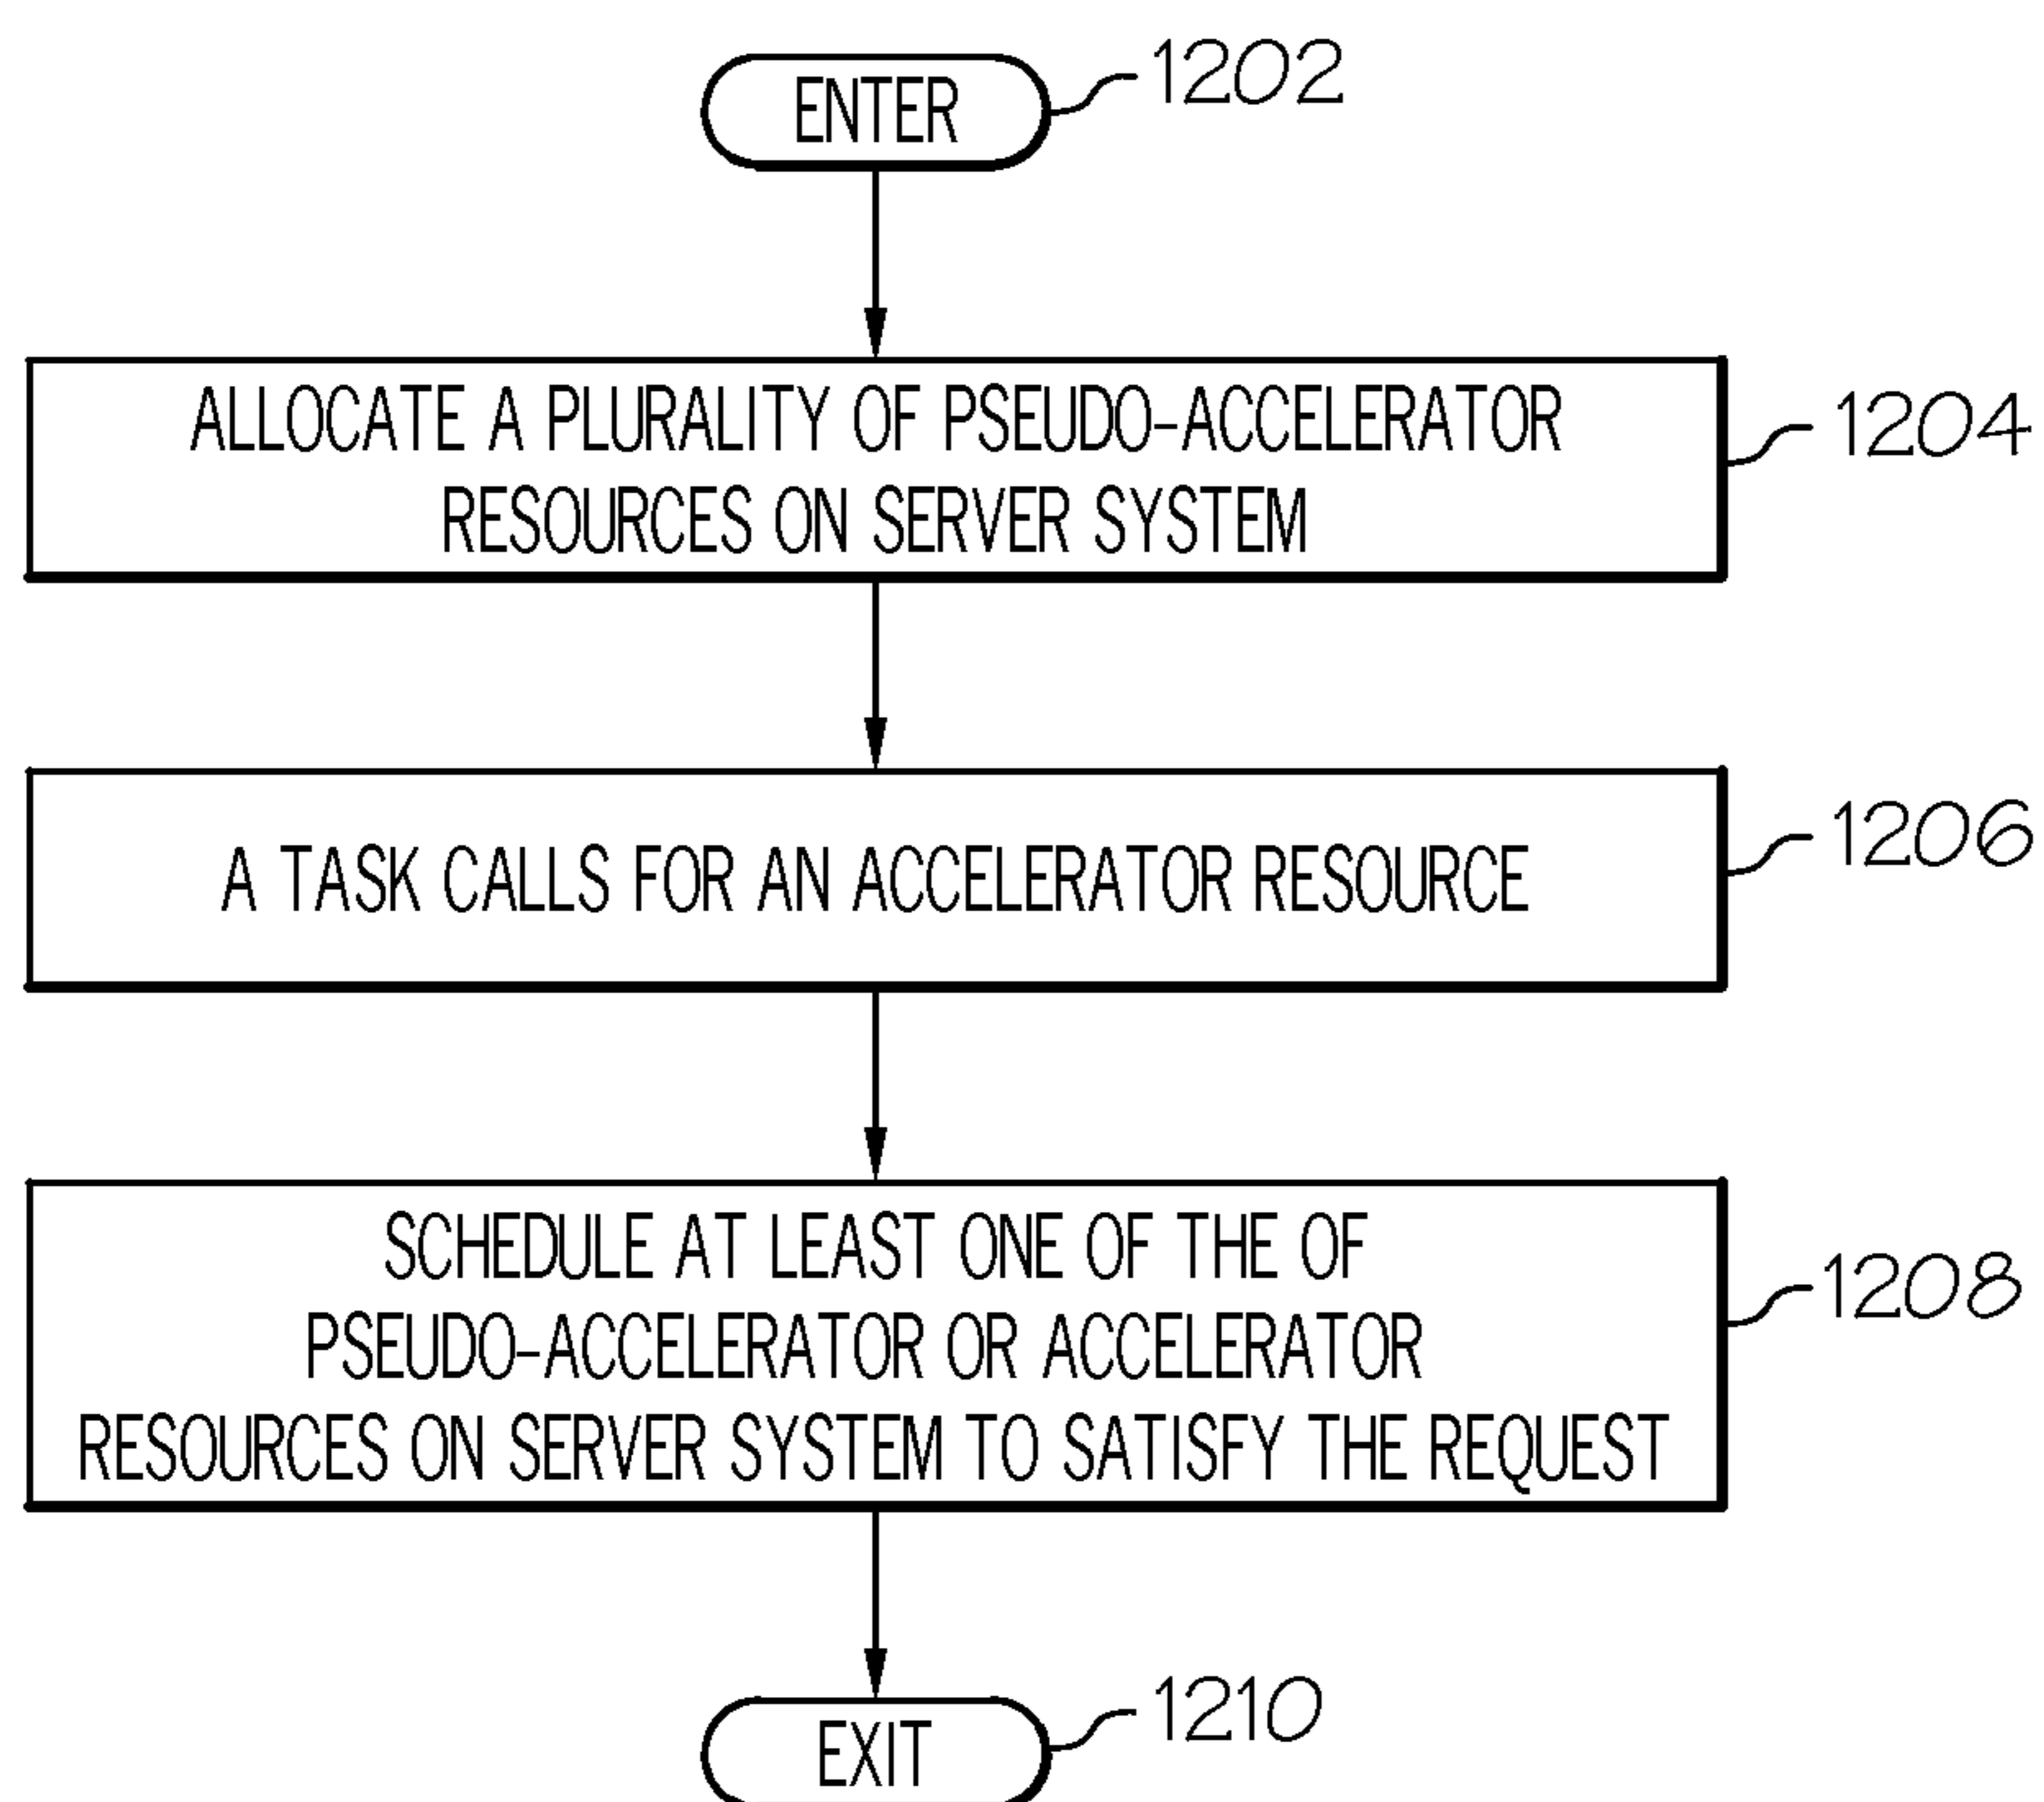 ENTER
1202
ALLOCATE A PLURALITY OF PSEUDO-ACCELERATOR
RESOURCES ON SERVER SYSTEM
1204
A TASK CALLS FOR AN ACCELERATOR RESOURCE
1206
SCHEDULE AT LEAST ONE OF THE OF
PSEUDO-ACCELERATOR OR ACCELERATOR
RESOURCES ON SERVER SYSTEM TO SATISFY THE REQUEST
1208
EXIT
1210